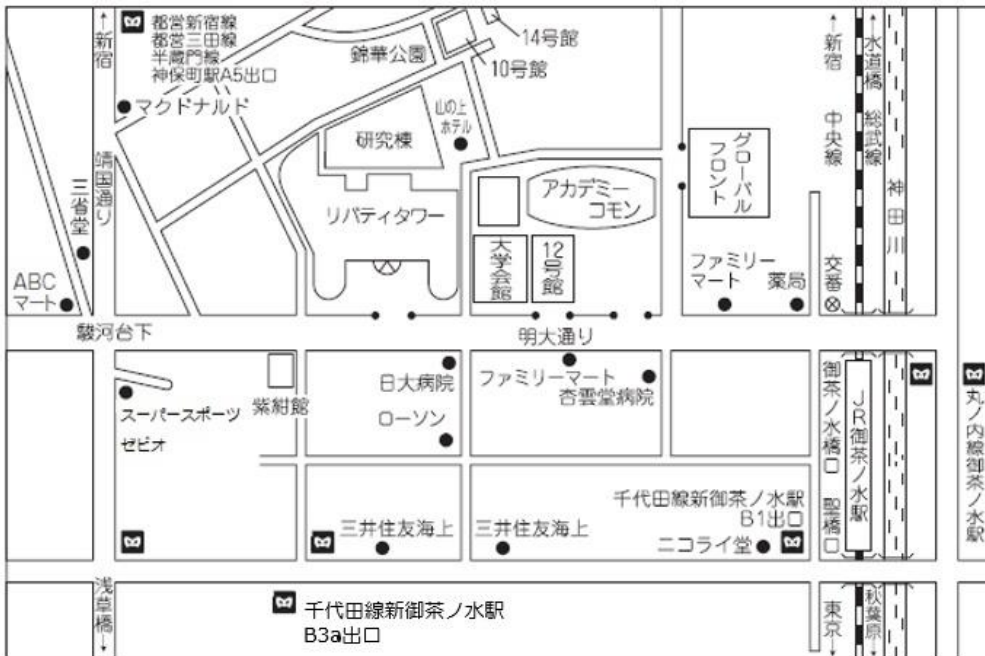 ↑新宿
都営新宿線
都営三田線
半蔵門線
神保町駅A5出口
マクドナルド
靖国通り
三省堂
ABC
マート
駿河台下
錦華公園
14号館
10号館
山の上
ホテル
研究棟
リバティタワー
アカデミー
コモン
大学会館
12号館
グローバル
フロント
ファミリー
マート
薬局
交番
↑新宿
中央線
↑水道橋
総武線
神田川
明大通り
スーパースポーツ
ゼビオ
紫紺館
日大病院
ローソン
ファミリーマート
杏雲堂病院
御茶ノ水橋口
聖橋口
JR御茶ノ水駅
丸ノ内線御茶ノ水駅
三井住友海上
三井住友海上
千代田線新御茶ノ水駅
B1出口
ニコライ堂
浅草橋↓
千代田線新御茶ノ水駅
B3a出口
東京↓
秋葉原↓